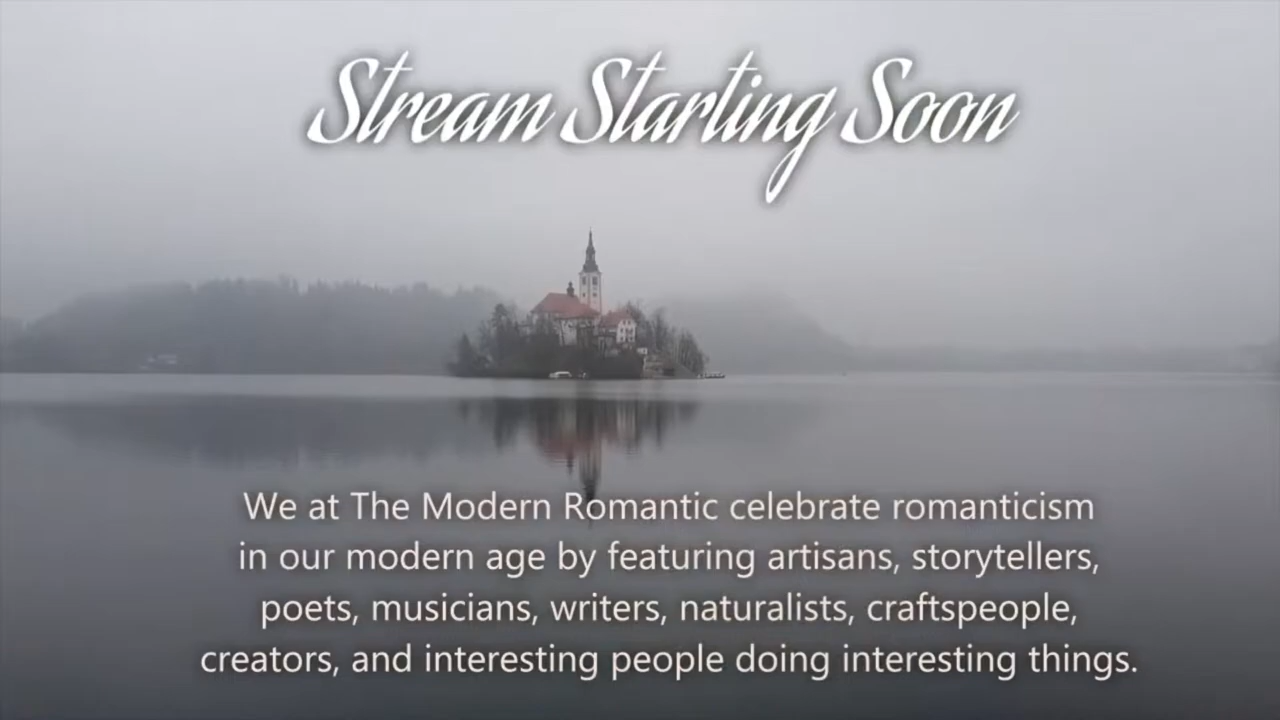 Stream Starting Soon
We at The Modern Romantic celebrate romanticism
in our modern age by featuring artisans, storytellers,
poets, musicians, writers, naturalists, craftspeople,
creators, and interesting people doing interesting things.